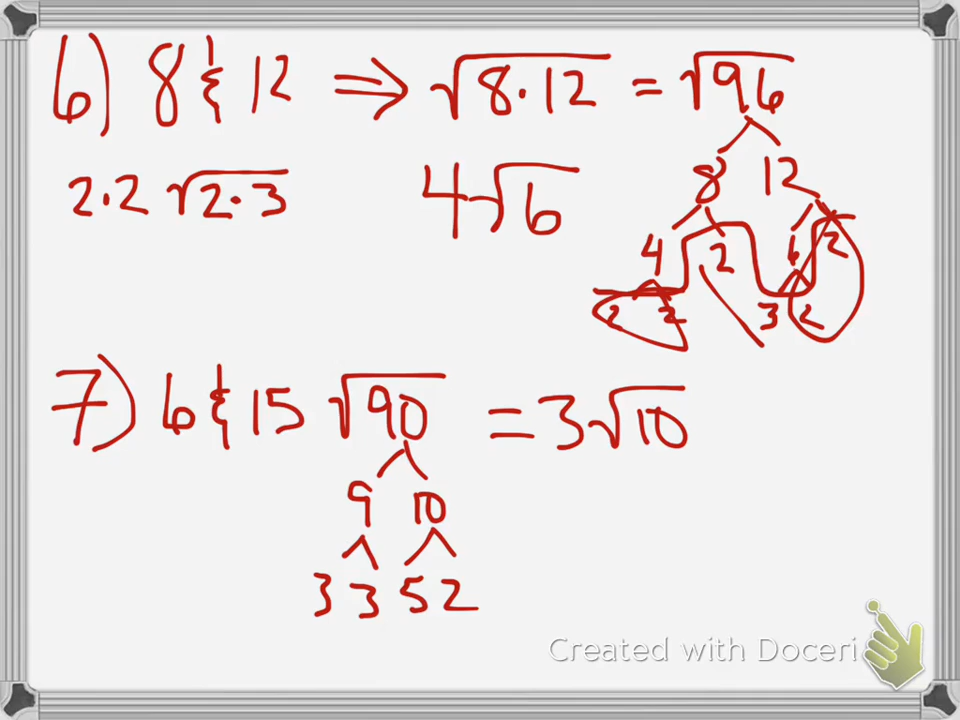 6) 8 & 12 ⇒ √8·12 = √96
2·2 √2·3 4√6
8 12
4 2 6 2
2 2 3 2
7) 6 & 15 √90 = 3√10
9 10
3 3 5 2
Created with Doceri